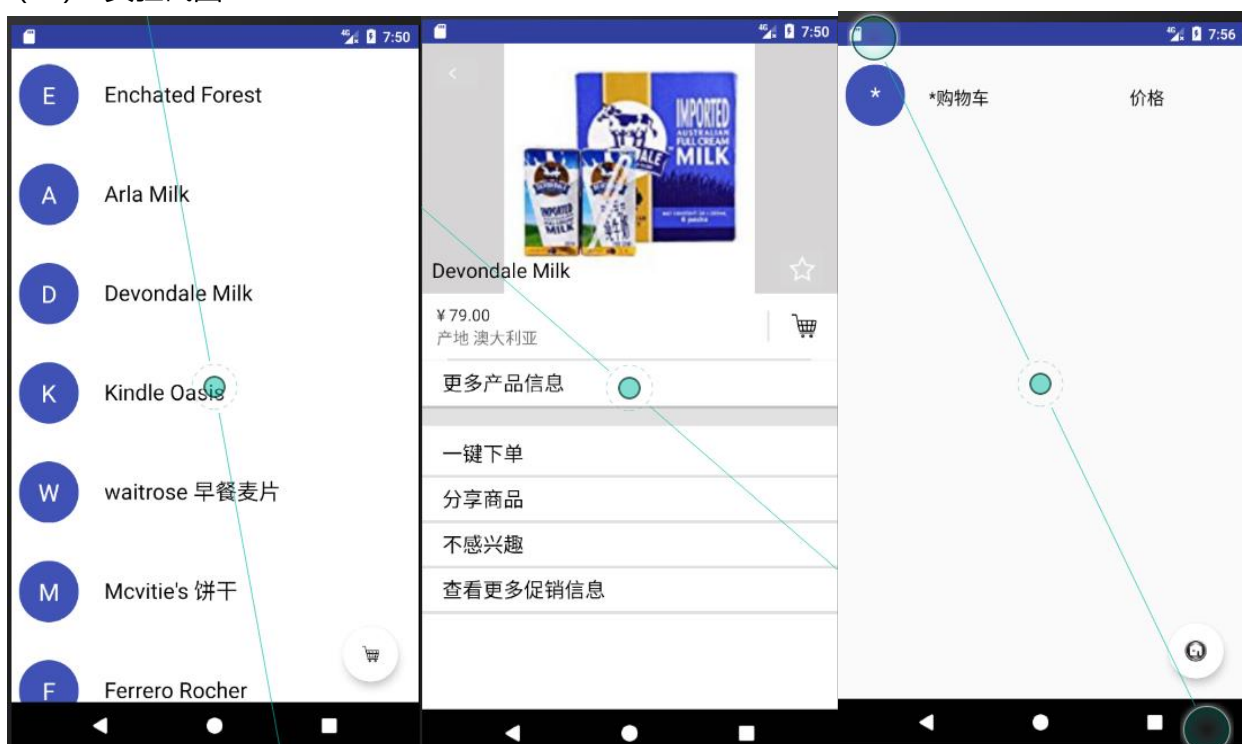 7:50
E Enchated Forest
A Arla Milk
D Devondale Milk
K Kindle Oasis
W waitrose 早餐麦片
M Mcvitie's 饼干
F Ferrero Rocher
7:50
IMPORTED
AUSTRALIAN
FULL CREAM
MILK
IMPORTED
MILK
Devondale Milk
¥79.00
产地 澳大利亚
更多产品信息
一键下单
分享商品
不感兴趣
查看更多促销信息
7:56
* *购物车 价格